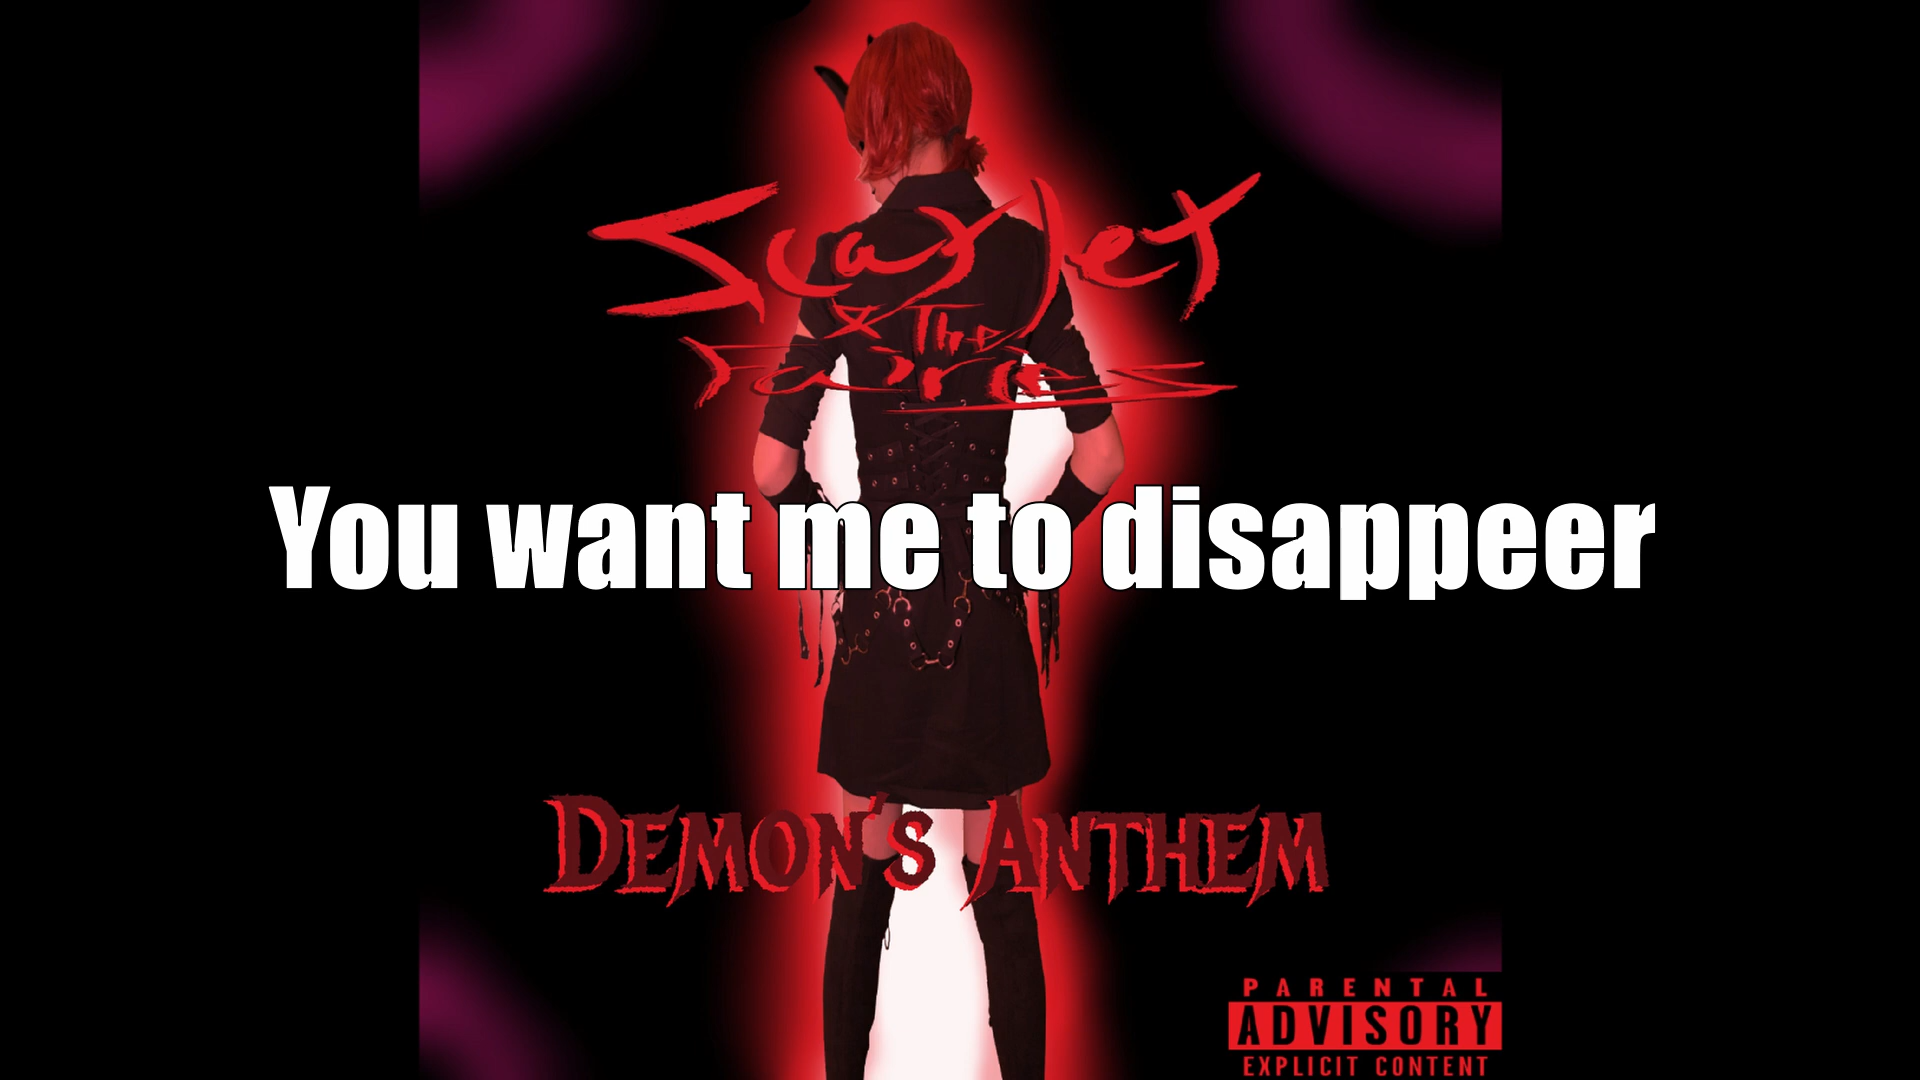 Scarlet
& The
Fairies
You want me to disappeer
Demon's Anthem
PARENTAL
ADVISORY
EXPLICIT CONTENT